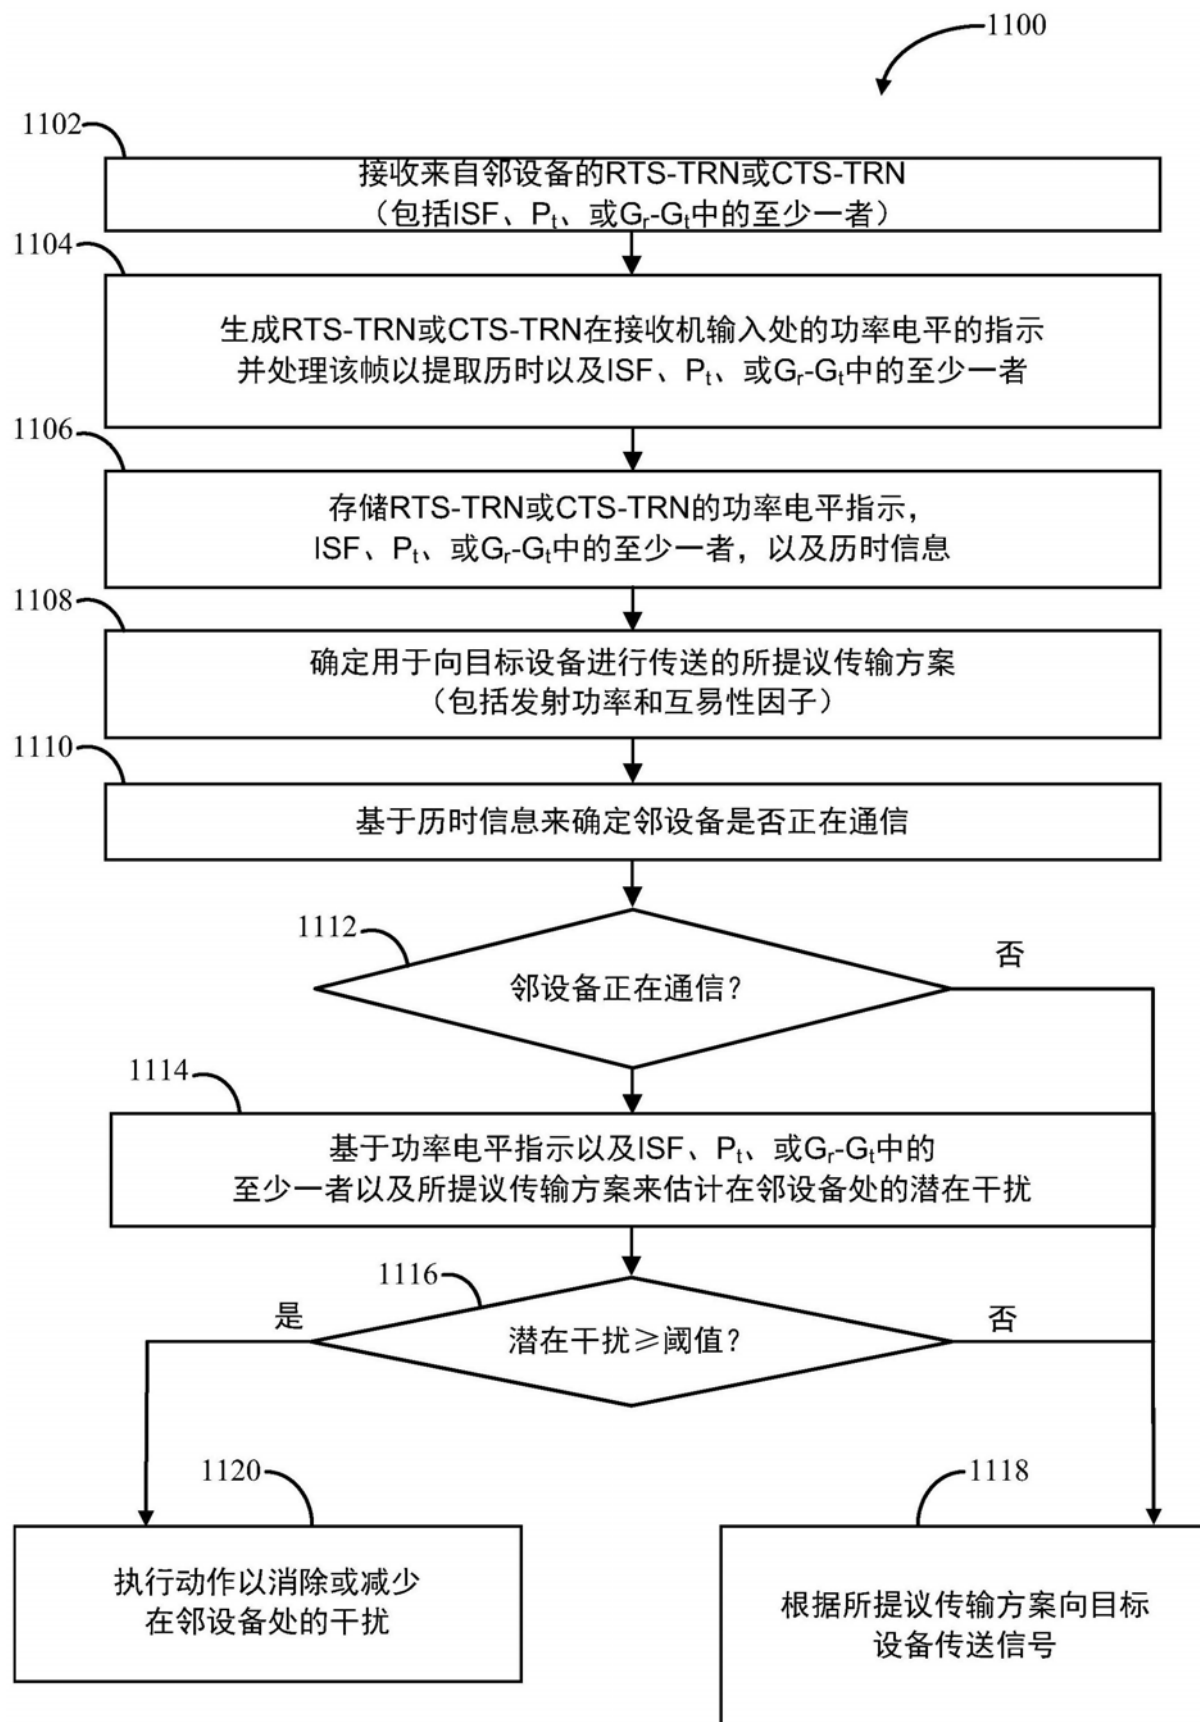 1100
1102
接收来自邻设备的RTS-TRN或CTS-TRN
（包括ISF、Pt、或Gr-Gt中的至少一者）
1104
生成RTS-TRN或CTS-TRN在接收机输入处的功率电平的指示
并处理该帧以提取历时以及ISF、Pt、或Gr-Gt中的至少一者
1106
存储RTS-TRN或CTS-TRN的功率电平指示，
ISF、Pt、或Gr-Gt中的至少一者，以及历时信息
1108
确定用于向目标设备进行传送的所提议传输方案
（包括发射功率和互易性因子）
1110
基于历时信息来确定邻设备是否正在通信
1112
邻设备正在通信？
否
1114
基于功率电平指示以及ISF、Pt、或Gr-Gt中的
至少一者以及所提议传输方案来估计在邻设备处的潜在干扰
1116
潜在干扰≥阈值？
是
否
1120
执行动作以消除或减少
在邻设备处的干扰
1118
根据所提议传输方案向目标
设备传送信号